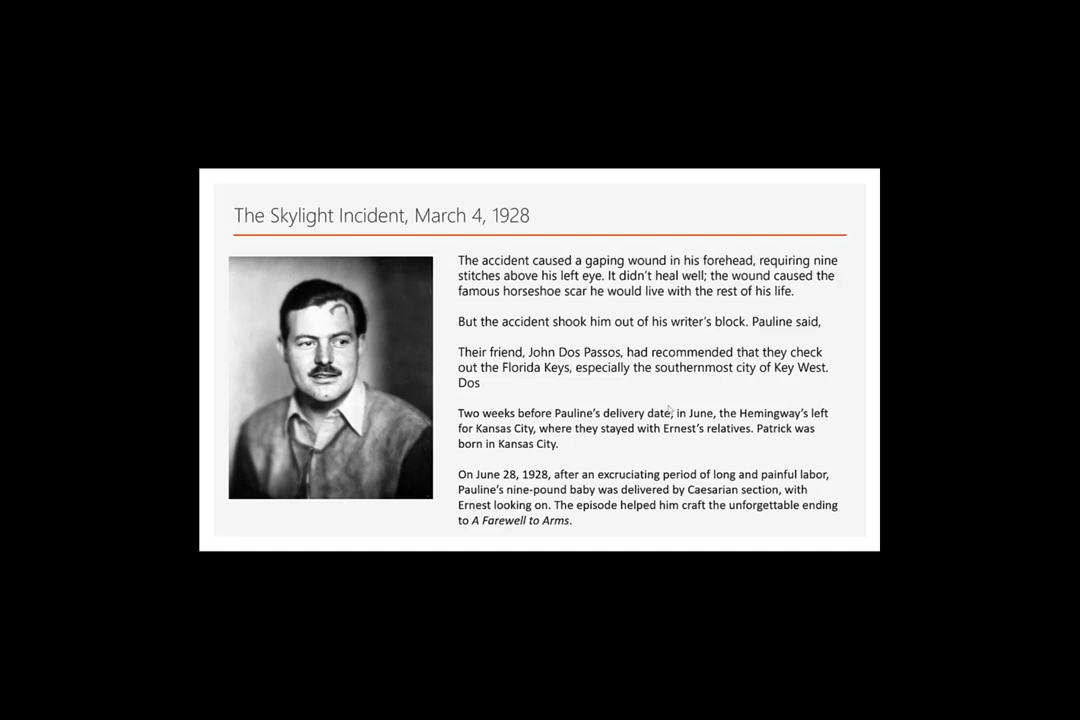 The Skylight Incident, March 4, 1928
The accident caused a gaping wound in his forehead, requiring nine
stitches above his left eye. It didn't heal well; the wound caused the
famous horseshoe scar he would live with the rest of his life.
But the accident shook him out of his writer's block. Pauline said,
Their friend, John Dos Passos, had recommended that they check
out the Florida Keys, especially the southernmost city of Key West.
Dos
Two weeks before Pauline's delivery date, in June, the Hemingway's left
for Kansas City, where they stayed with Ernest's relatives. Patrick was
born in Kansas City.
On June 28, 1928, after an excruciating period of long and painful labor,
Pauline's nine-pound baby was delivered by Caesarian section, with
Ernest looking on. The episode helped him craft the unforgettable ending
to A Farewell to Arms.